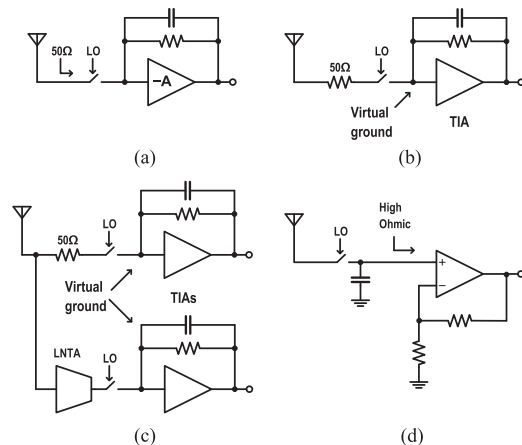 50Ω LO
–A
(a)
LO
50Ω
Virtual
ground
TIA
(b)
LO
50Ω
Virtual
ground
TIAs
LNTA
LO
(c)
High
Ohmic
LO
+
–
(d)